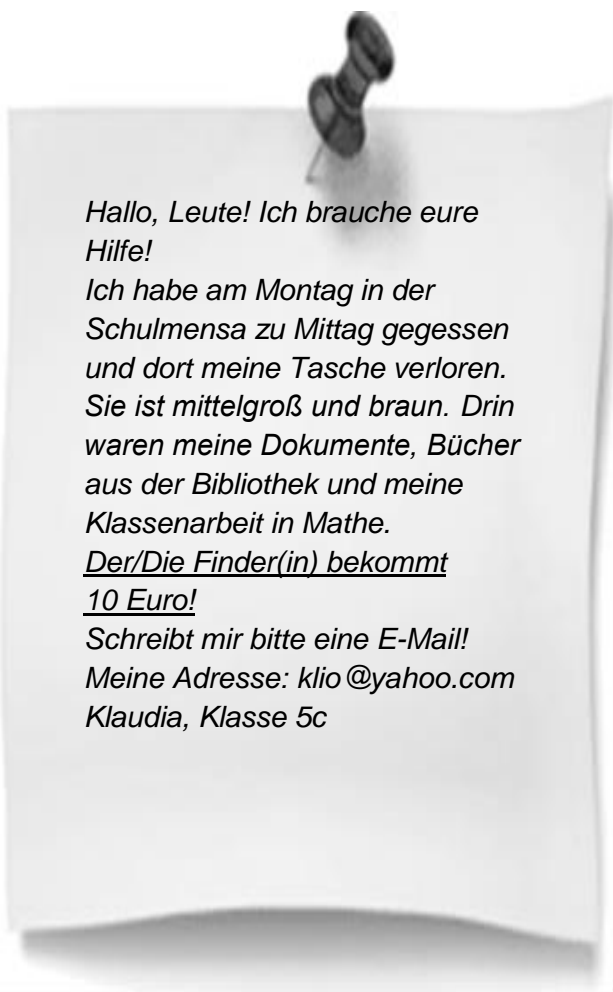 Hallo, Leute! Ich brauche eure
Hilfe!
Ich habe am Montag in der
Schulmensa zu Mittag gegessen
und dort meine Tasche verloren.
Sie ist mittelgroß und braun. Drin
waren meine Dokumente, Bücher
aus der Bibliothek und meine
Klassenarbeit in Mathe.
Der/Die Finder(in) bekommt
10 Euro!
Schreibt mir bitte eine E-Mail!
Meine Adresse: klio@yahoo.com
Klaudia, Klasse 5c